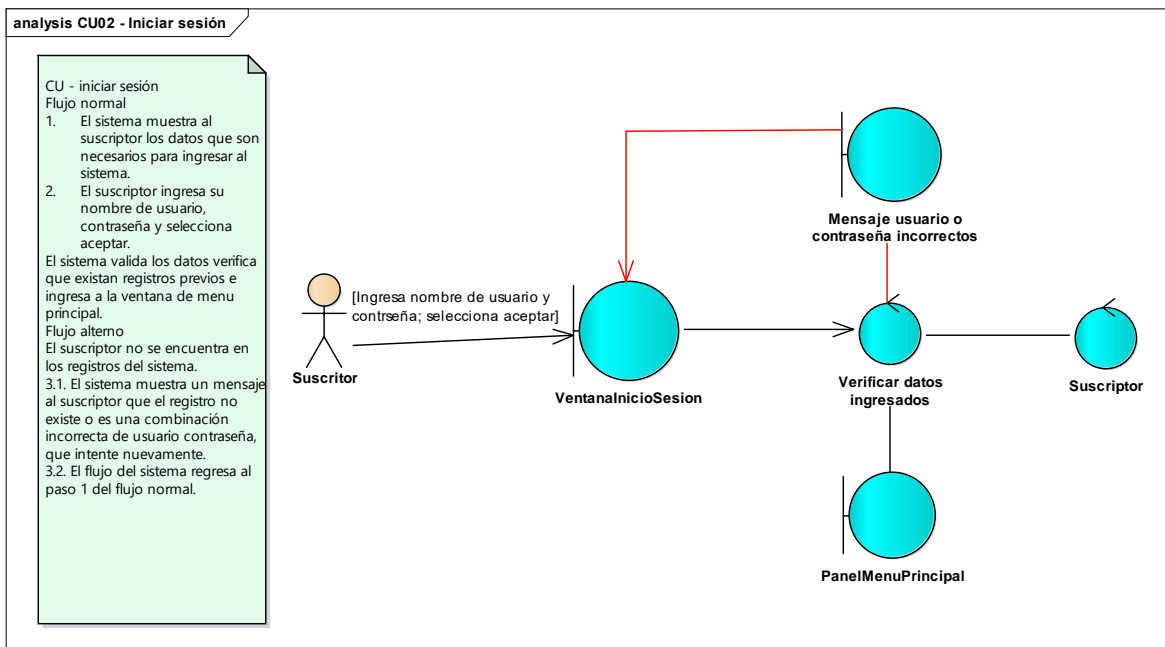 analysis CU02 - Iniciar sesión
CU - iniciar sesión
Flujo normal
1. El sistema muestra al
suscriptor los datos que son
necesarios para ingresar al
sistema.
2. El suscriptor ingresa su
nombre de usuario,
contraseña y selecciona
aceptar.
El sistema valida los datos verifica
que existan registros previos e
ingresa a la ventana de menu
principal.
Flujo alterno
El suscriptor no se encuentra en
los registros del sistema.
3.1. El sistema muestra un mensaje
al suscriptor que el registro no
existe o es una combinación
incorrecta de usuario contraseña,
que intente nuevamente.
3.2. El flujo del sistema regresa al
paso 1 del flujo normal.
Suscritor
[Ingresa nombre de usuario y
contrseña; selecciona aceptar]
VentanaInicioSesion
Mensaje usuario o
contraseña incorrectos
Verificar datos
ingresados
Suscriptor
PanelMenuPrincipal